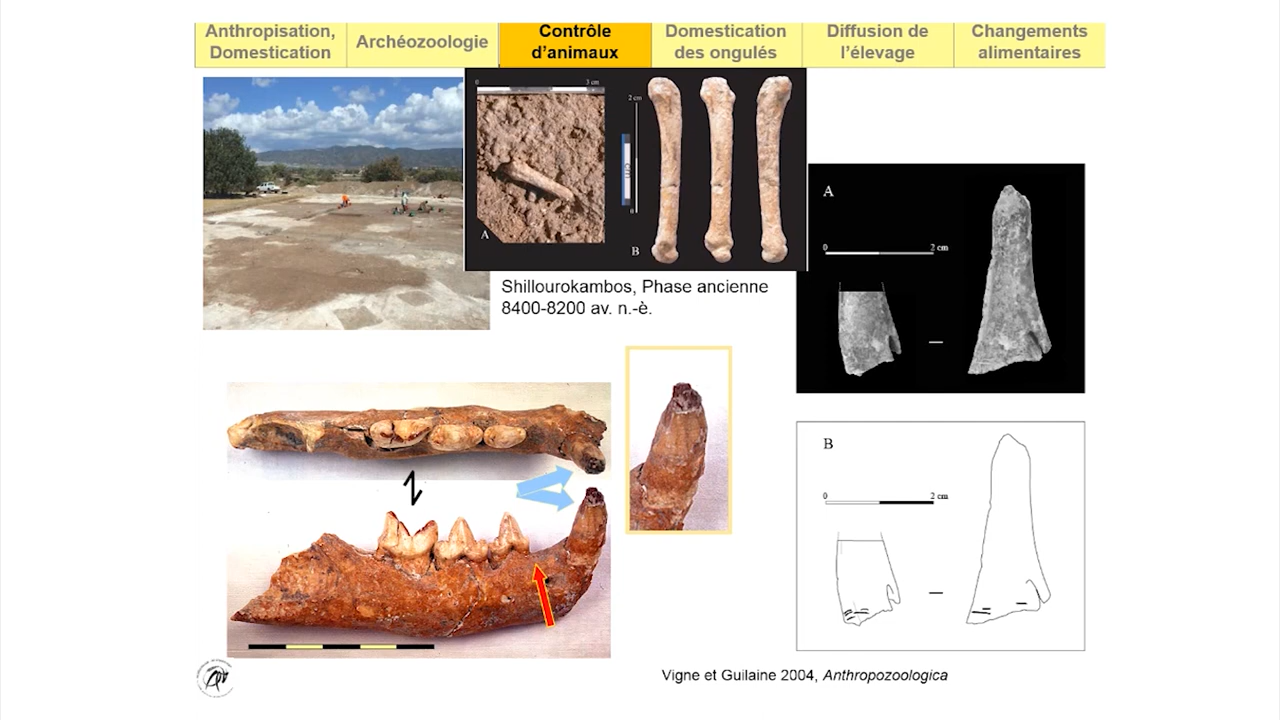 Anthropisation,
Domestication
Archéozoologie
Contrôle
d’animaux
Domestication
des ongulés
Diffusion de
l’élevage
Changements
alimentaires
0 3 cm
A
2 cm
0
B
Shillourokambos, Phase ancienne
8400-8200 av. n.-è.
A
0 2 cm
B
0 2 cm
Vigne et Guilaine 2004, Anthropozoologica